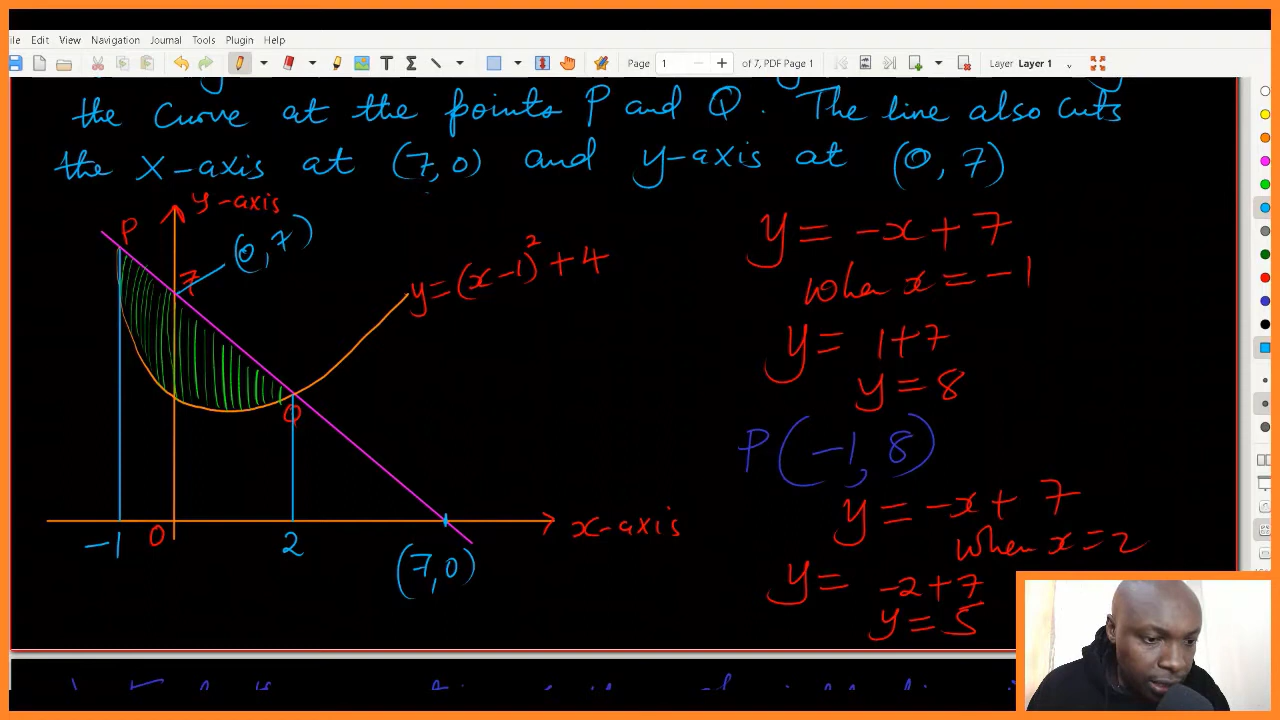 ile Edit View Navigation Journal Tools Plugin Help
Page 1 of 7, PDF Page 1 Layer Layer 1
the curve at the points P and Q. The line also cuts
the X-axis at (7,0) and y-axis at (0,7)
y-axis
P
(0,7)
7
y=(x-1)²+4
Q
-1 0 2
x-axis
(7,0)
y = -x+7
when x = -1
y = 1+7
y = 8
P(-1,8)
y = -x + 7
when x=2
y = -2+7
y = 5